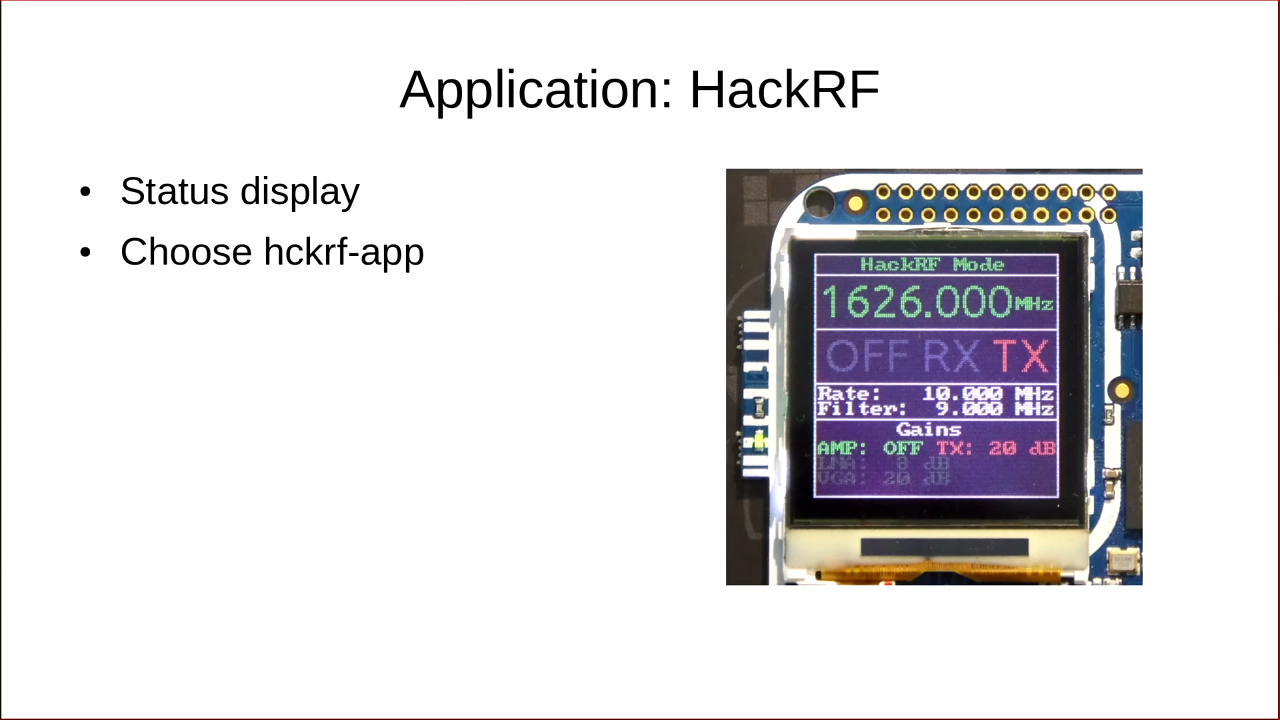 Application: HackRF
• Status display
• Choose hckrf-app
HackRF Mode
1626.000MHz
OFF RX TX
Rate: 10.000 MHz
Filter: 9.000 MHz
Gains
AMP: OFF TX: 20 dB
LNA: 8 dB
VGA: 20 dB